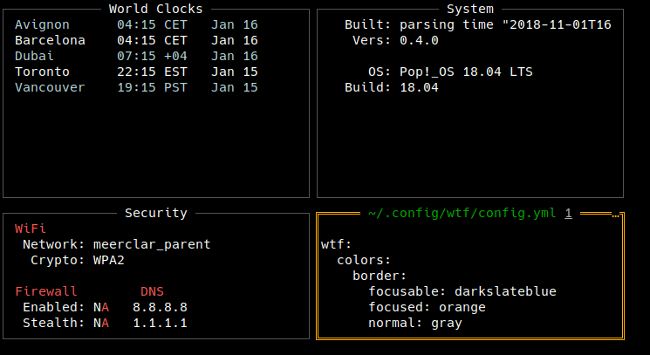 World Clocks
Avignon 04:15 CET Jan 16
Barcelona 04:15 CET Jan 16
Dubai 07:15 +04 Jan 16
Toronto 22:15 EST Jan 15
Vancouver 19:15 PST Jan 15
System
Built: parsing time "2018-11-01T16
Vers: 0.4.0
OS: Pop!_OS 18.04 LTS
Build: 18.04
Security
WiFi
Network: meerclar_parent
Crypto: WPA2
Firewall DNS
Enabled: NA 8.8.8.8
Stealth: NA 1.1.1.1
~/.config/wtf/config.yml 1 …
wtf:
colors:
border:
focusable: darkslateblue
focused: orange
normal: gray